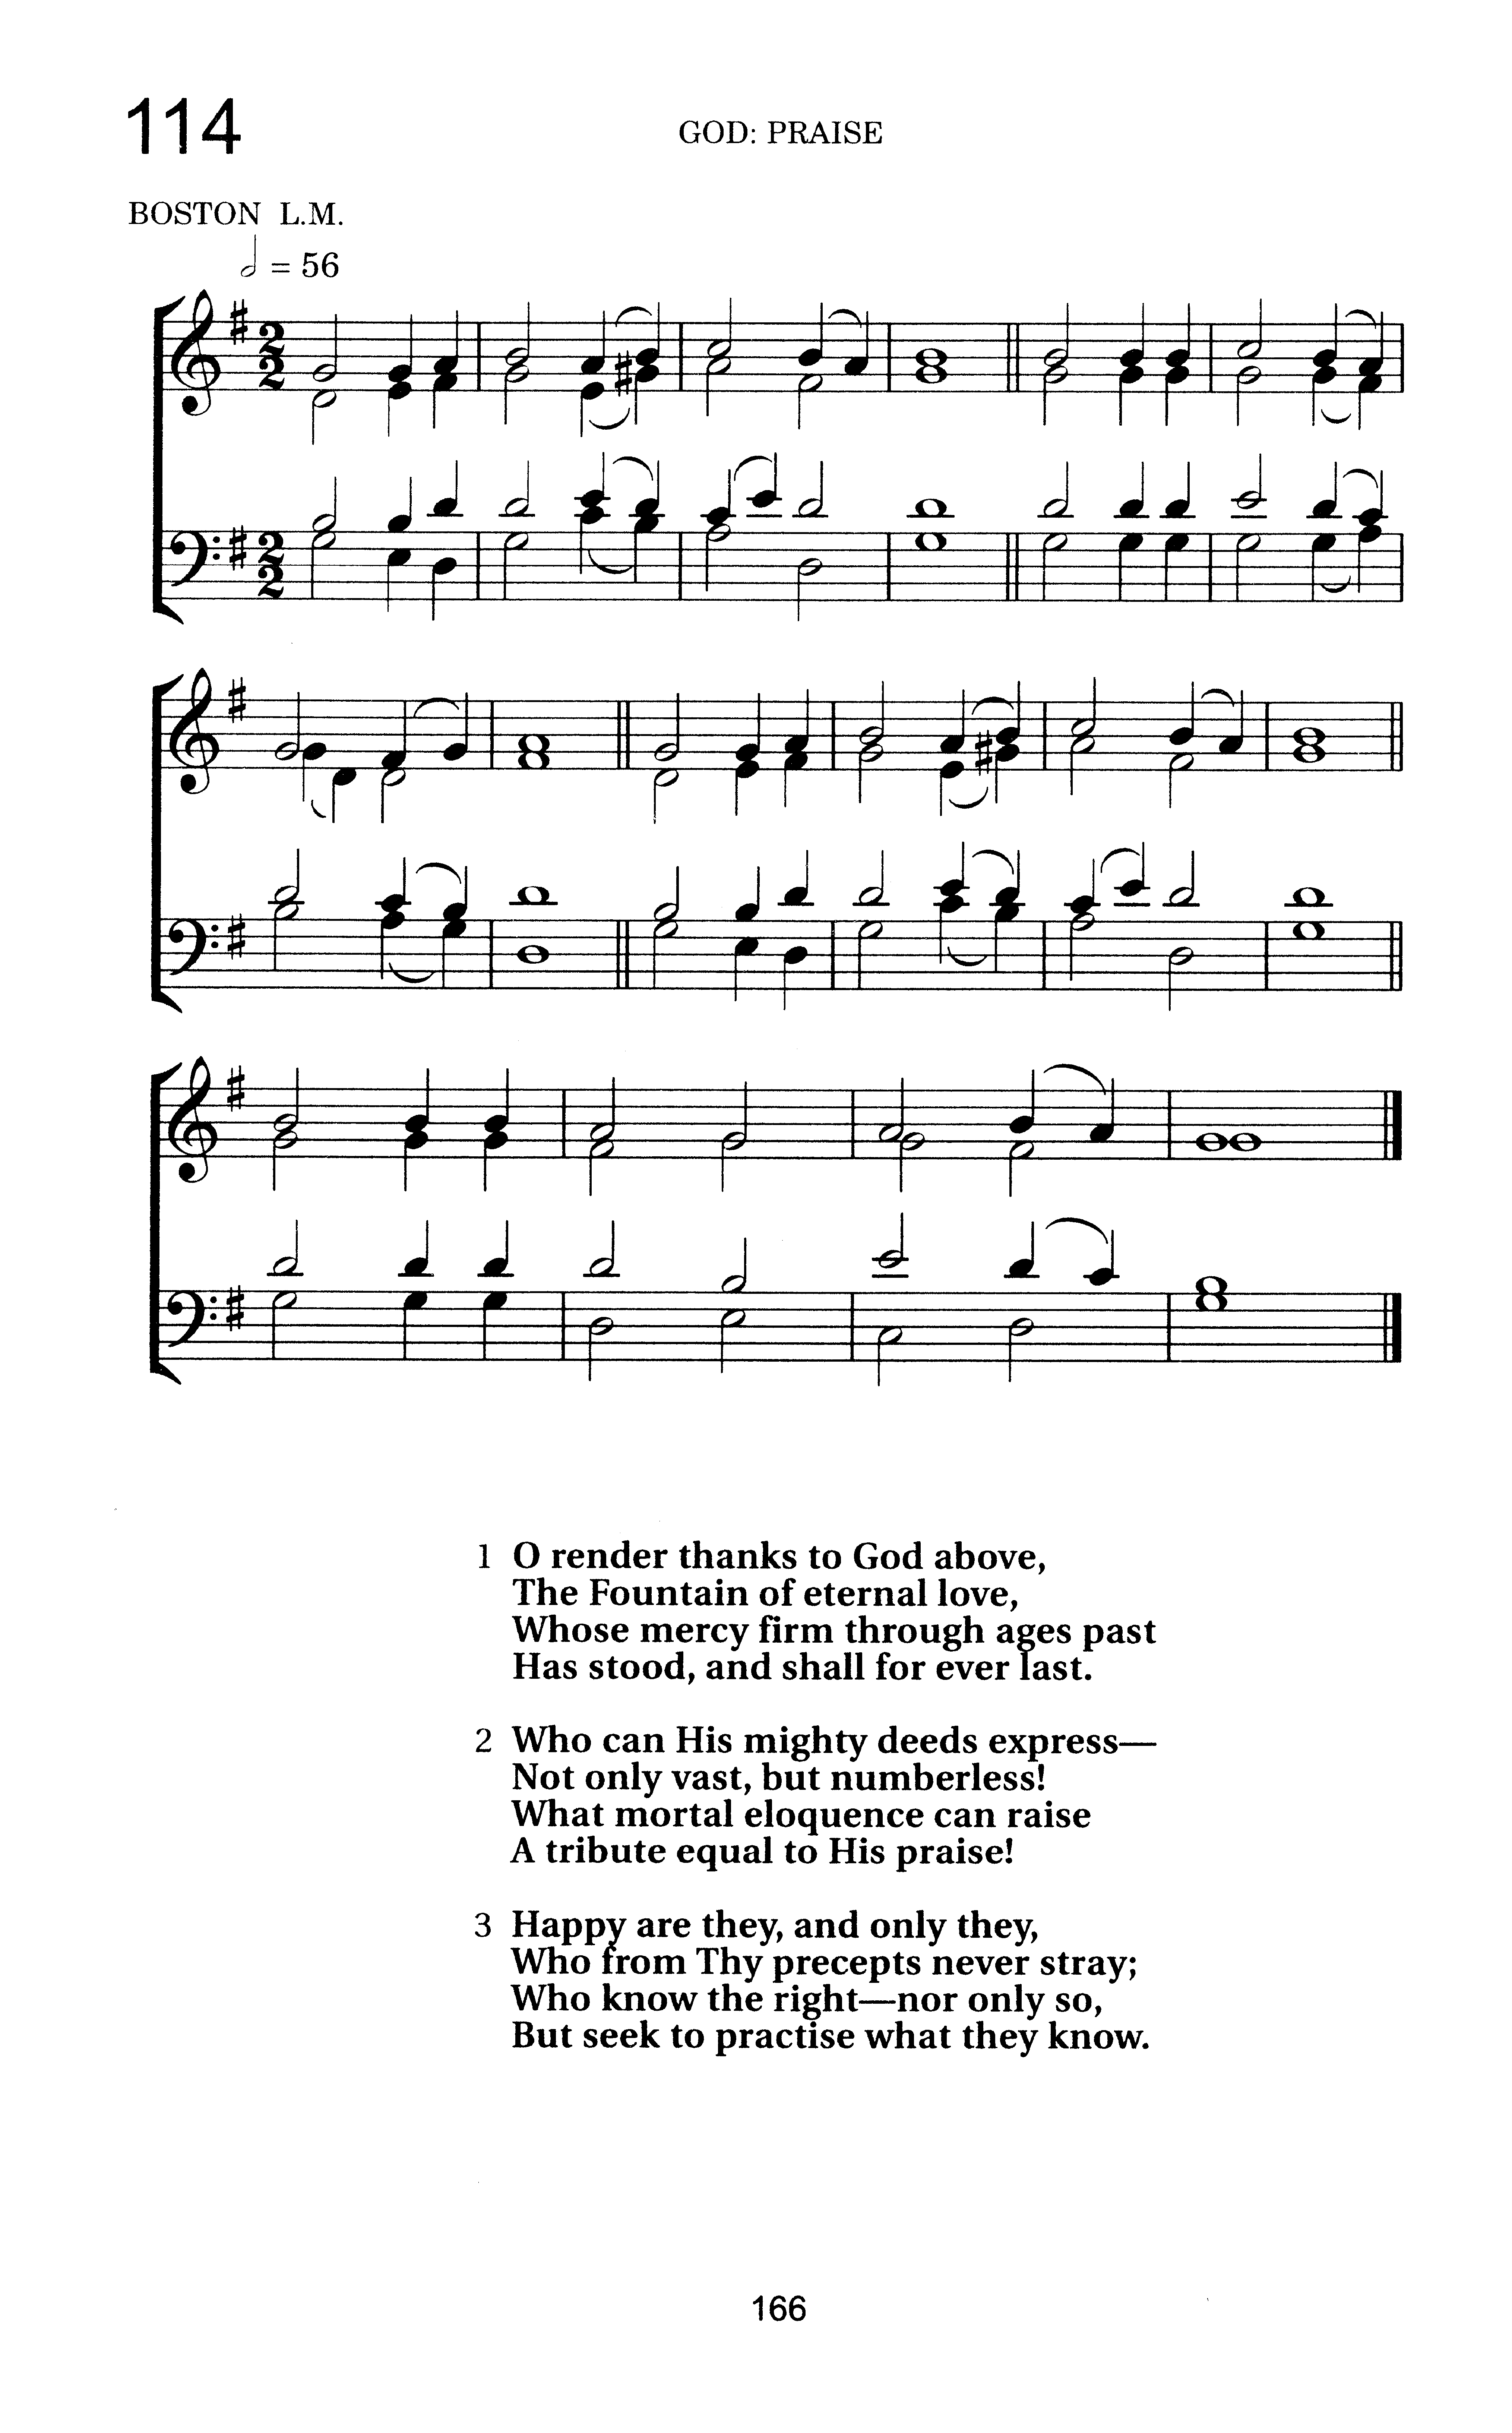 114
GOD: PRAISE
BOSTON L.M.
= 56
1 O render thanks to God above,
The Fountain of eternal love,
Whose mercy firm through ages past
Has stood, and shall for ever last.
2 Who can His mighty deeds express—
Not only vast, but numberless!
What mortal eloquence can raise
A tribute equal to His praise!
3 Happy are they, and only they,
Who from Thy precepts never stray;
Who know the right—nor only so,
But seek to practise what they know.
166